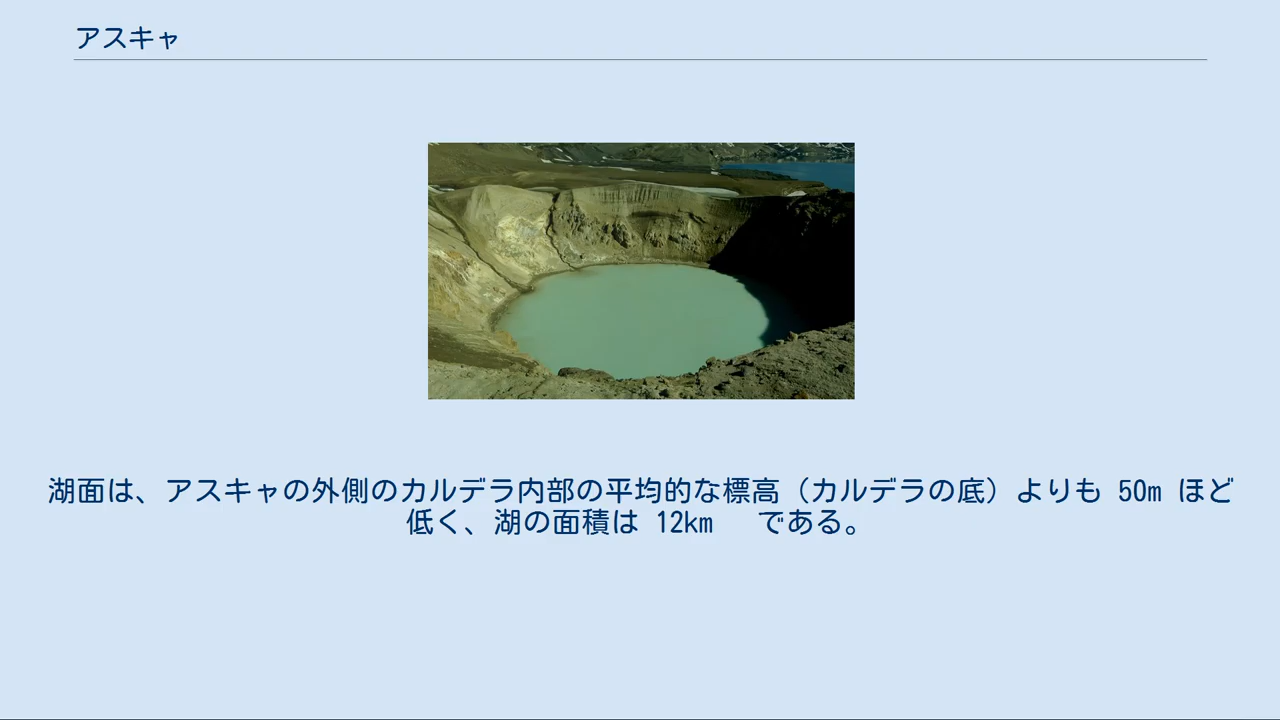 アスキャ
湖面は、アスキャの外側のカルデラ内部の平均的な標高（カルデラの底）よりも 50m ほど
低く、湖の面積は 12km　である。